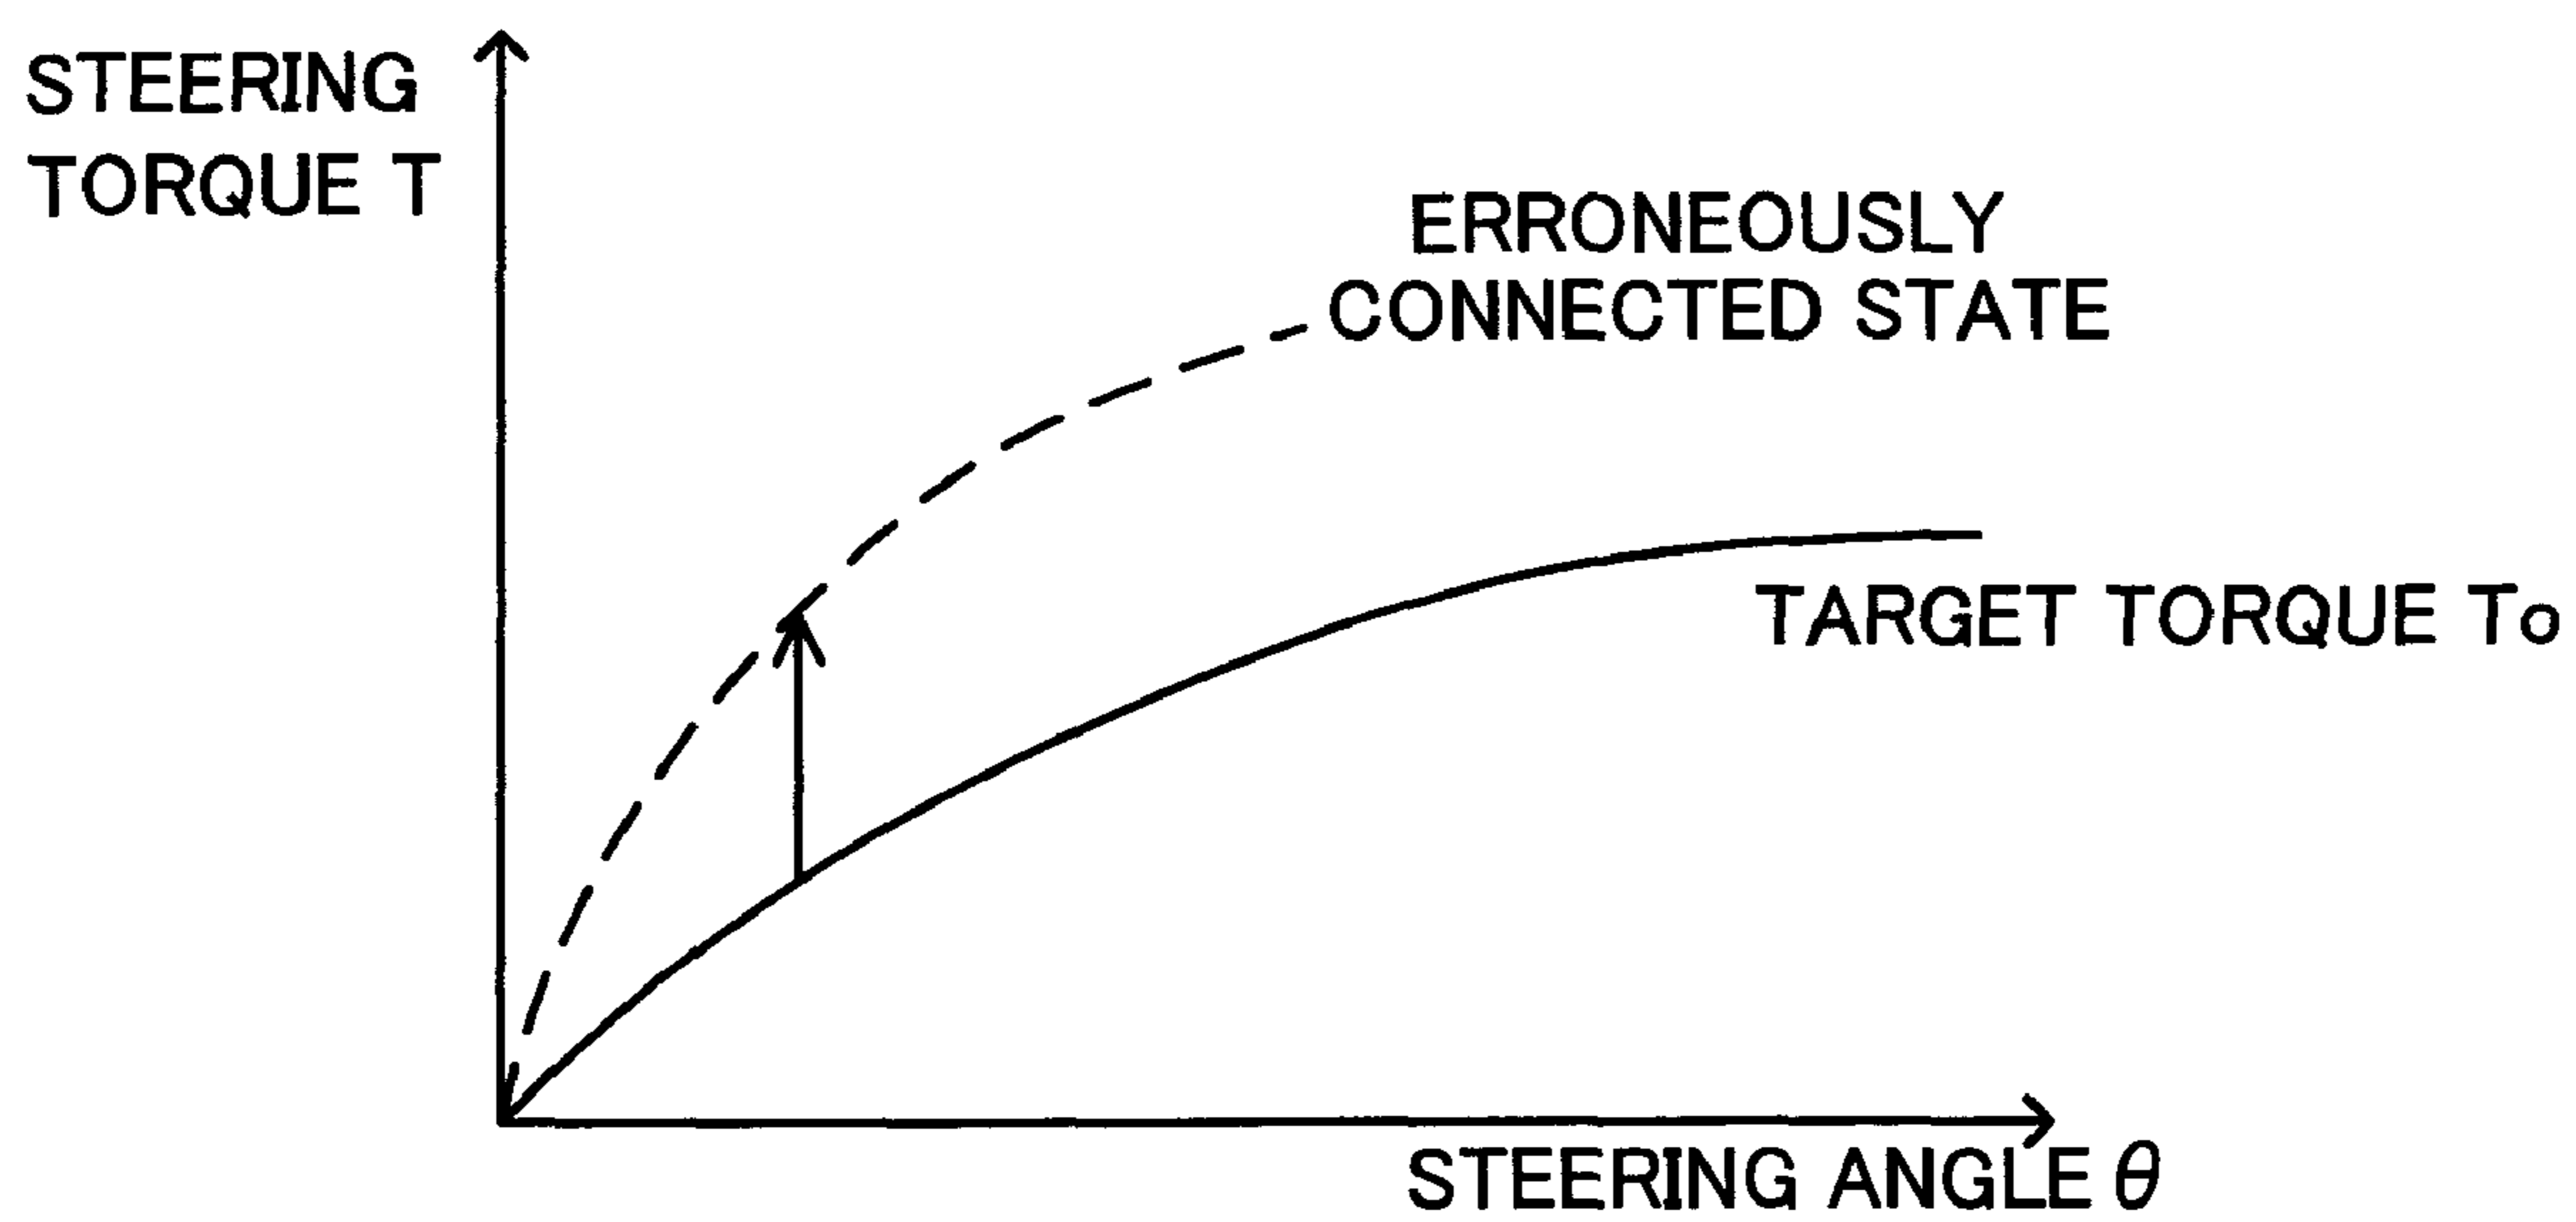 STEERING
TORQUE T
ERRONEOUSLY
CONNECTED STATE
TARGET TORQUE To
STEERING ANGLE θ